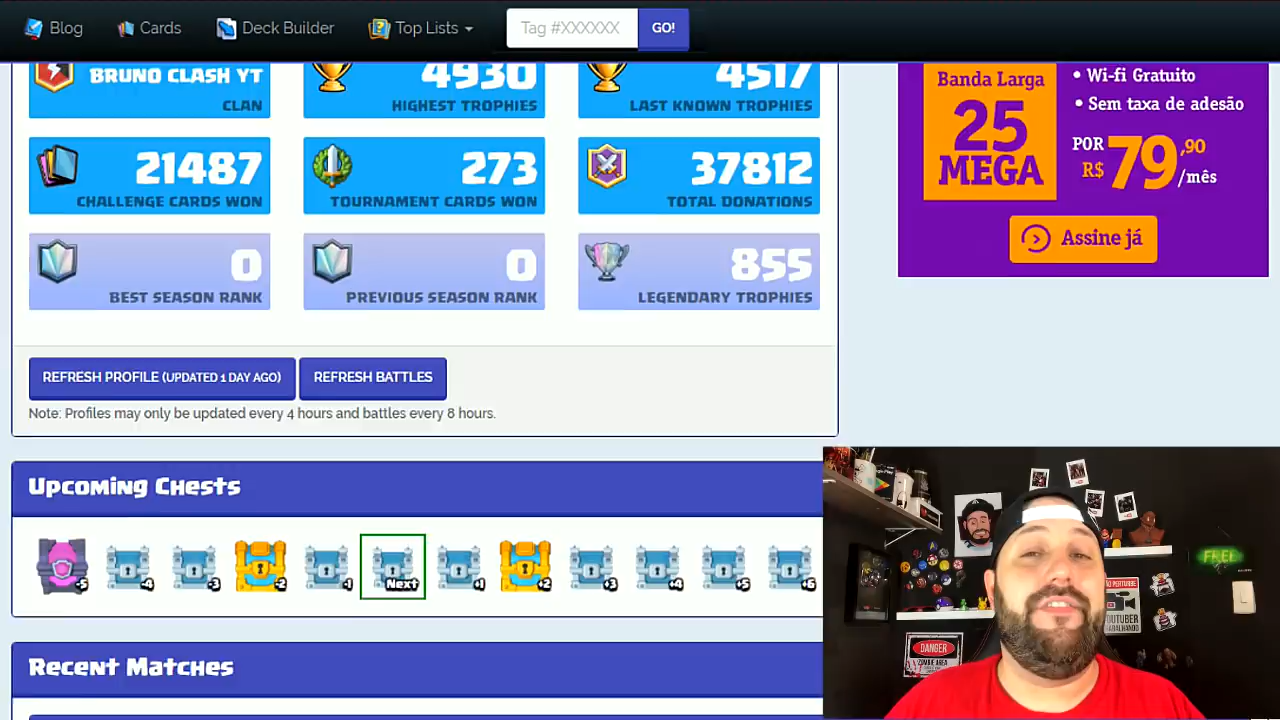 Blog Cards Deck Builder Top Lists Tag #XXXXXX GO!
BRUNO CLASH YT
CLAN
4930
HIGHEST TROPHIES
4517
LAST KNOWN TROPHIES
21487
CHALLENGE CARDS WON
273
TOURNAMENT CARDS WON
37812
TOTAL DONATIONS
0
BEST SEASON RANK
0
PREVIOUS SEASON RANK
855
LEGENDARY TROPHIES
Banda Larga
25
MEGA
• Wi-fi Gratuito
• Sem taxa de adesão
POR
R$ 79,90
/mês
Assine já
REFRESH PROFILE (UPDATED 1 DAY AGO) REFRESH BATTLES
Note: Profiles may only be updated every 4 hours and battles every 8 hours.
Upcoming Chests
-5 -4 -3 -2 -1 Next +1 +2 +3 +4 +5 +6
Recent Matches
FREE
DANGER
ZOMBIE AREA